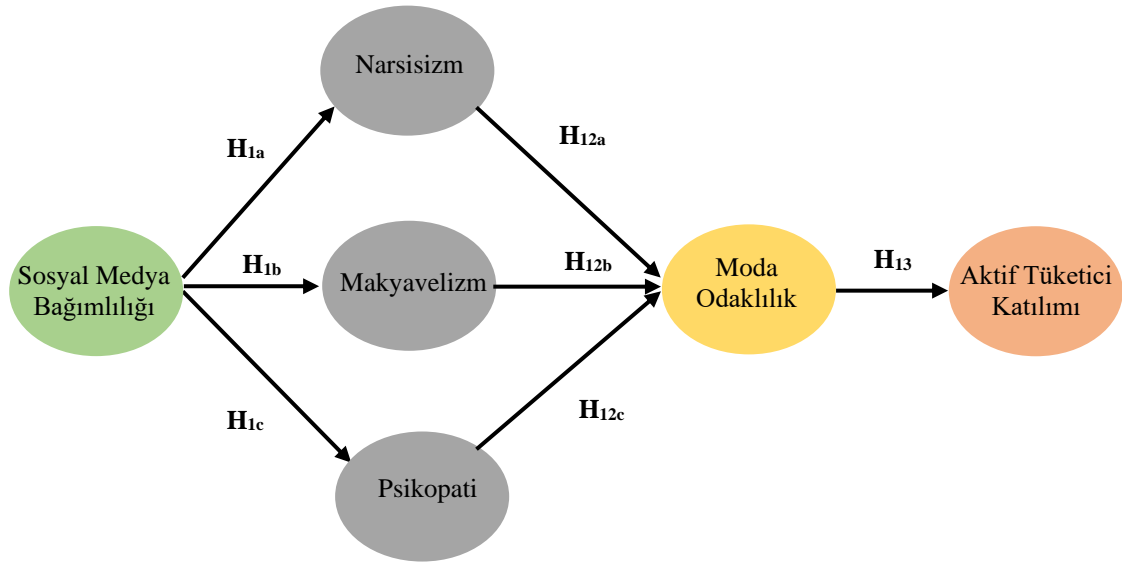 Narsisizm
H1a
H12a
Sosyal Medya
Bağımlılığı
H1b
Makyavelizm
H12b
Moda
Odaklılık
H13
Aktif Tüketici
Katılımı
H1c
H12c
Psikopati